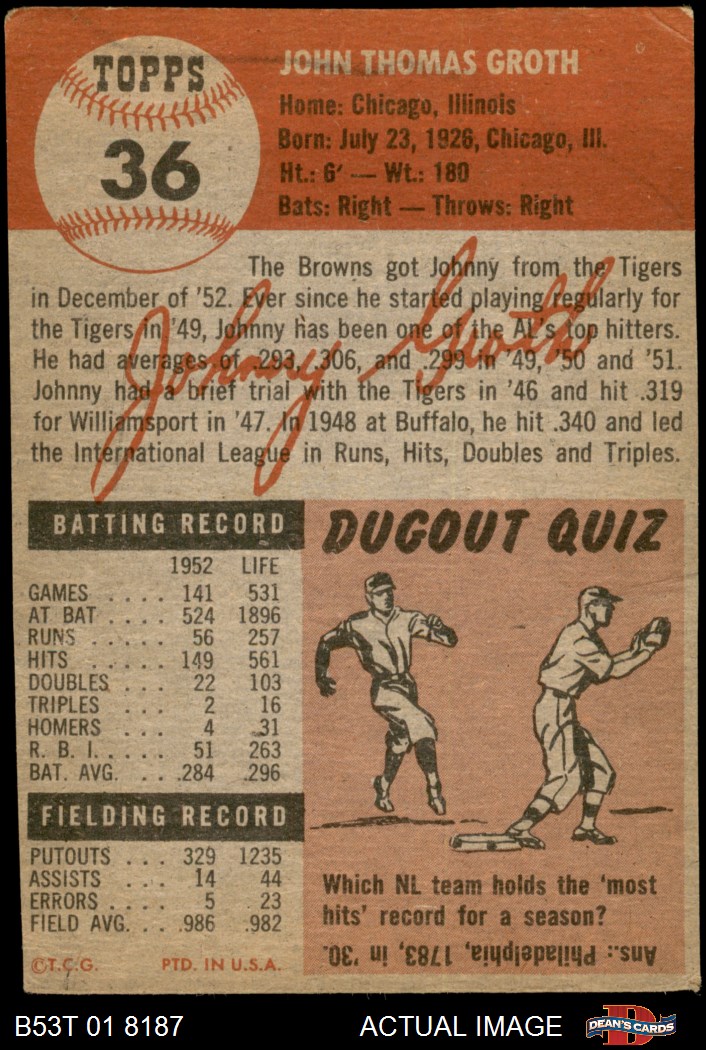 TOPPS
36
JOHN THOMAS GROTH
Home: Chicago, Illinois
Born: July 23, 1926, Chicago, Ill.
Ht.: 6' — Wt.: 180
Bats: Right — Throws: Right
The Browns got Johnny from the Tigers
in December of '52. Ever since he started playing regularly for
the Tigers in '49, Johnny has been one of the AL's top hitters.
He had averages of .293, .306, and .299 in '49, '50 and '51.
Johnny had a brief trial with the Tigers in '46 and hit .319
for Williamsport in '47. In 1948 at Buffalo, he hit .340 and led
the International League in Runs, Hits, Doubles and Triples.
Johnny Groth
BATTING RECORD
1952 LIFE
GAMES .... 141 531
AT BAT .... 524 1896
RUNS ..... 56 257
HITS ..... 149 561
DOUBLES ... 22 103
TRIPLES ... 2 16
HOMERS ... 4 31
R. B. I. .... 51 263
BAT. AVG. ... .284 .296
FIELDING RECORD
PUTOUTS ... 329 1235
ASSISTS ... 14 44
ERRORS .... 5 23
FIELD AVG. .. .986 .982
©T.C.G. PTD. IN U.S.A.
DUGOUT QUIZ
Which NL team holds the 'most
hits' record for a season?
Ans.: Philadelphia, 1783, in '30.
B53T 01 8187 ACTUAL IMAGE
D
DEAN'S CARDS